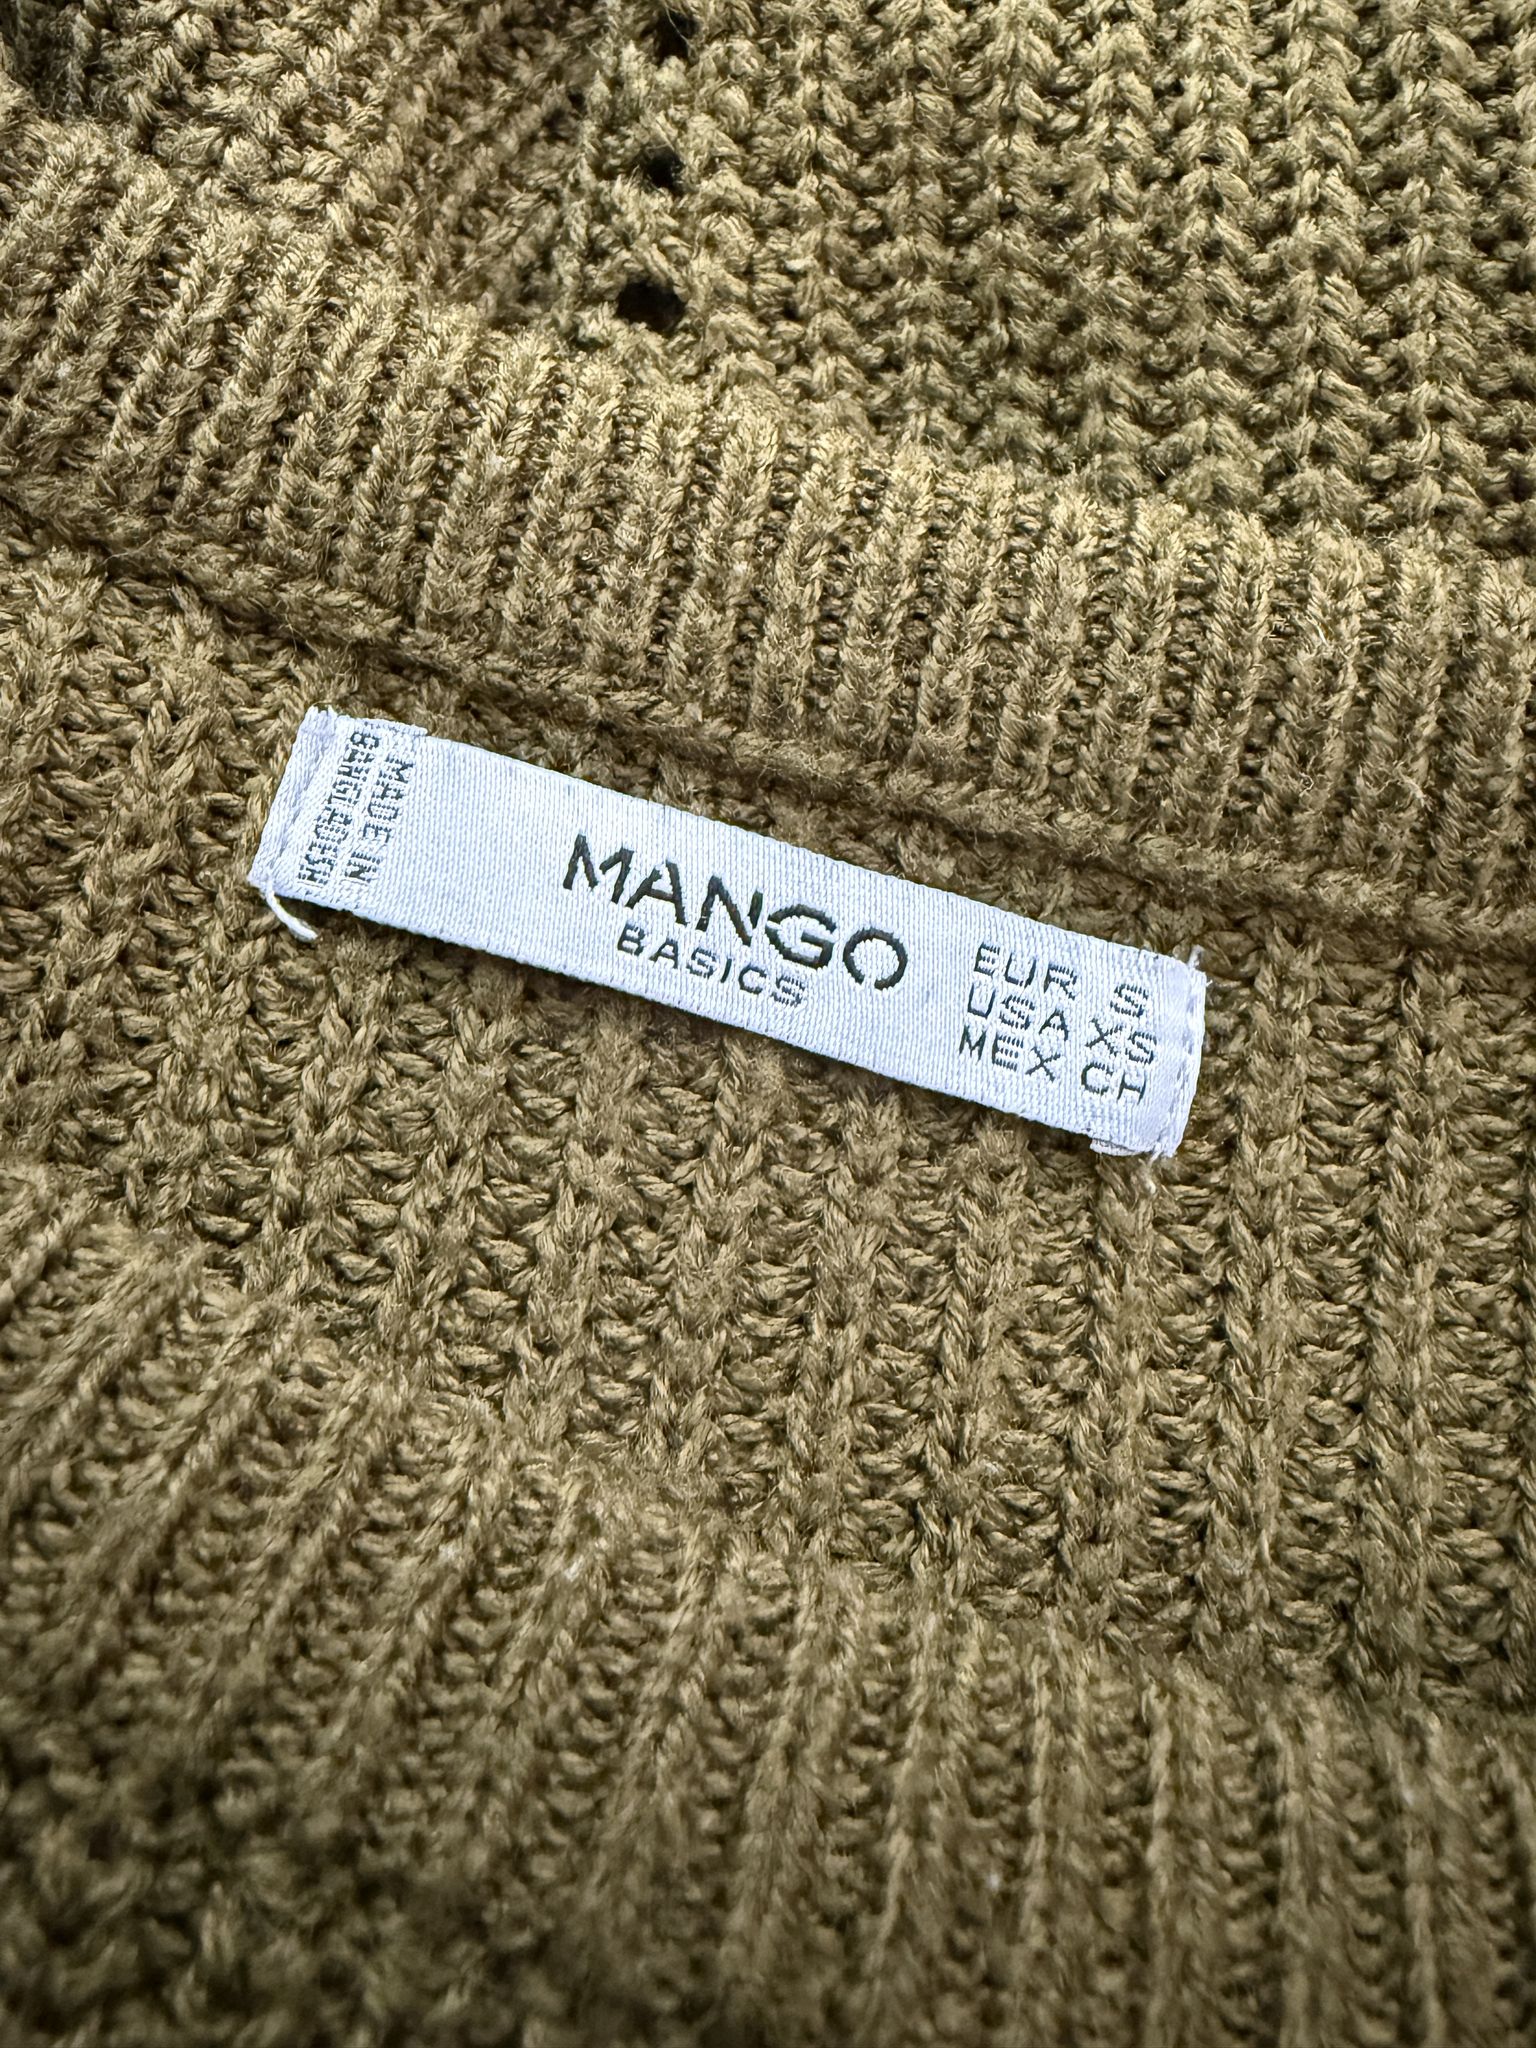 MADE IN
BANGLADESH
MANGO
BASICS
EUR S
USA XS
MEX CH